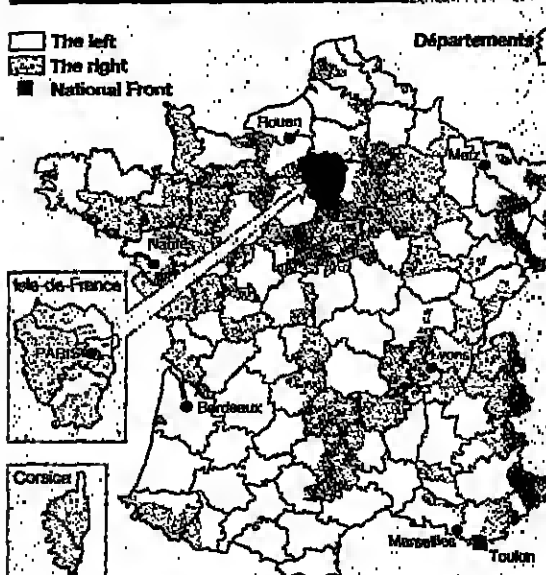 The left
The right
National Front
Départements
Rouen
Metz
Nantes
Isle-de-France
PARIS
Lyons
Bordeaux
Corsica
Marseilles
Toulon